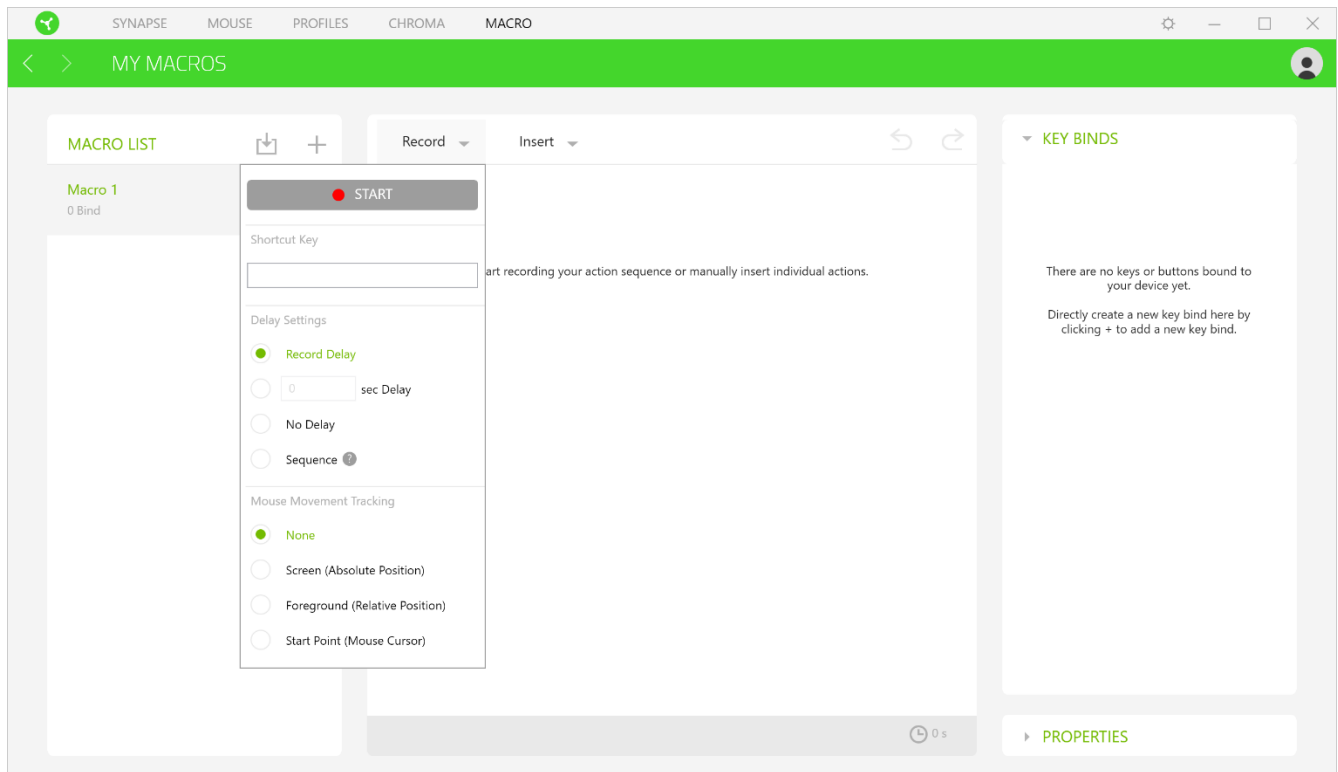 SYNAPSE MOUSE PROFILES CHROMA MACRO
MY MACROS
MACRO LIST
Macro 1
0 Bind
Record
Insert
START
Shortcut Key
Delay Settings
Record Delay
0 sec Delay
No Delay
Sequence ?
Mouse Movement Tracking
None
Screen (Absolute Position)
Foreground (Relative Position)
Start Point (Mouse Cursor)
art recording your action sequence or manually insert individual actions.
0 s
KEY BINDS
There are no keys or buttons bound to
your device yet.
Directly create a new key bind here by
clicking + to add a new key bind.
PROPERTIES